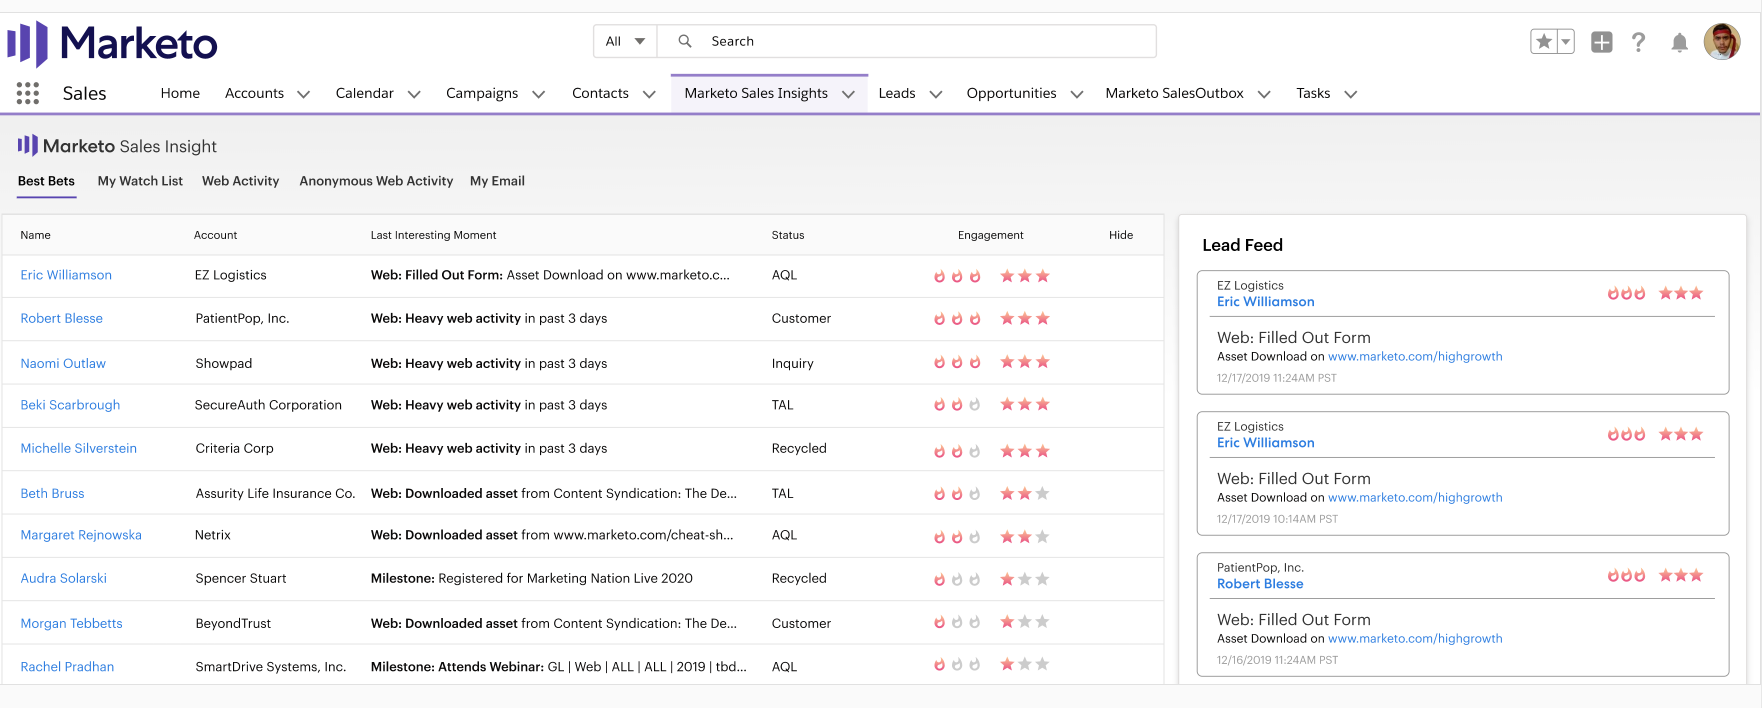 Marketo
All
Search
Sales Home Accounts Calendar Campaigns Contacts Marketo Sales Insights Leads Opportunities Marketo SalesOutbox Tasks
Marketo Sales Insight
Best Bets My Watch List Web Activity Anonymous Web Activity My Email
Name Account Last Interesting Moment Status Engagement Hide
Eric Williamson EZ Logistics Web: Filled Out Form: Asset Download on www.marketo.c... AQL
Robert Blesse PatientPop, Inc. Web: Heavy web activity in past 3 days Customer
Naomi Outlaw Showpad Web: Heavy web activity in past 3 days Inquiry
Beki Scarbrough SecureAuth Corporation Web: Heavy web activity in past 3 days TAL
Michelle Silverstein Criteria Corp Web: Heavy web activity in past 3 days Recycled
Beth Bruss Assurity Life Insurance Co. Web: Downloaded asset from Content Syndication: The De... TAL
Margaret Rejnowska Netrix Web: Downloaded asset from www.marketo.com/cheat-sh... AQL
Audra Solarski Spencer Stuart Milestone: Registered for Marketing Nation Live 2020 Recycled
Morgan Tebbetts BeyondTrust Web: Downloaded asset from Content Syndication: The De... Customer
Rachel Pradhan SmartDrive Systems, Inc. Milestone: Attends Webinar: GL | Web | ALL | ALL | 2019 | tbd... AQL
Lead Feed
EZ Logistics
Eric Williamson
Web: Filled Out Form
Asset Download on www.marketo.com/highgrowth
12/17/2019 11:24AM PST
EZ Logistics
Eric Williamson
Web: Filled Out Form
Asset Download on www.marketo.com/highgrowth
12/17/2019 10:14AM PST
PatientPop, Inc.
Robert Blesse
Web: Filled Out Form
Asset Download on www.marketo.com/highgrowth
12/16/2019 11:24AM PST